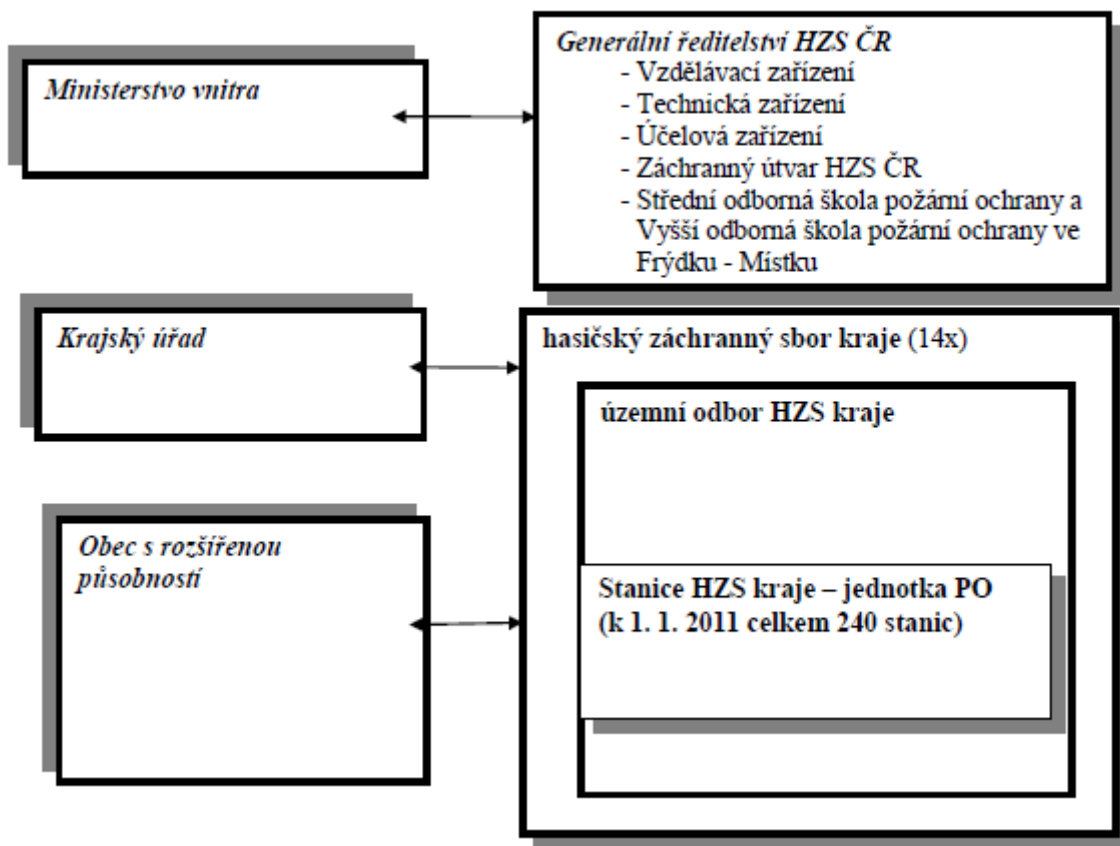 Ministerstvo vnitra
Generální ředitelství HZS ČR
- Vzdělávací zařízení
- Technická zařízení
- Účelová zařízení
- Záchranný útvar HZS ČR
- Střední odborná škola požární ochrany a
Vyšší odborná škola požární ochrany ve
Frýdku - Místku
Krajský úřad
hasičský záchranný sbor kraje (14x)
územní odbor HZS kraje
Obec s rozšířenou
působností
Stanice HZS kraje – jednotka PO
(k 1. 1. 2011 celkem 240 stanic)